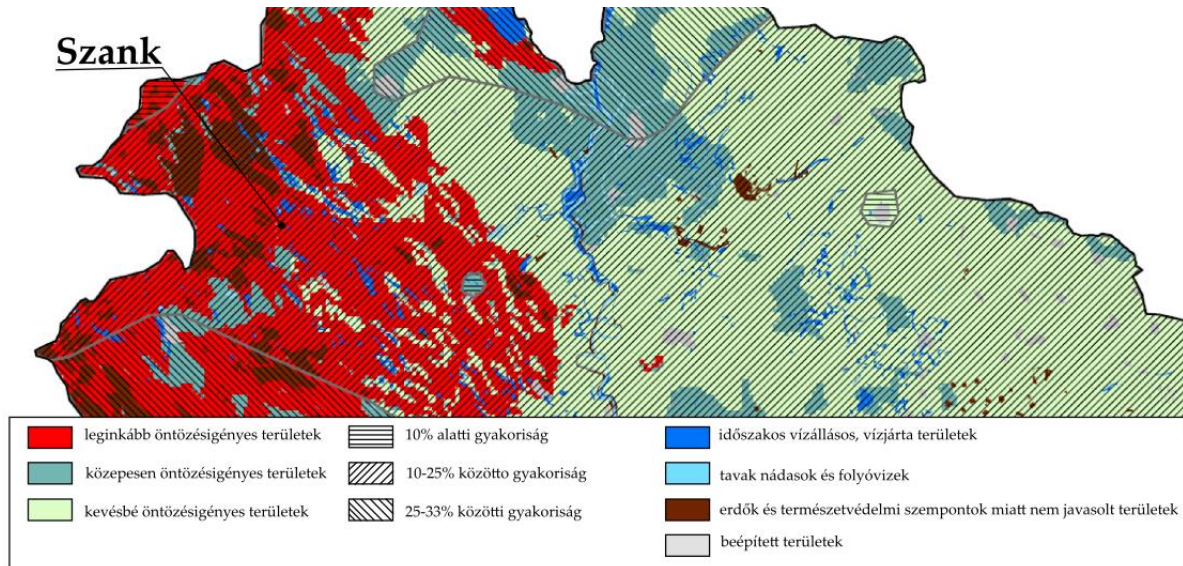 Szank
leginkább öntözésigényes területek
közepesen öntözésigényes területek
kevésbé öntözésigényes területek
10% alatti gyakoriság
10-25% közötto gyakoriság
25-33% közötti gyakoriság
időszakos vízállásos, vízjárta területek
tavak nádasok és folyóvizek
erdők és természetvédelmi szempontok miatt nem javasolt területek
beépített területek